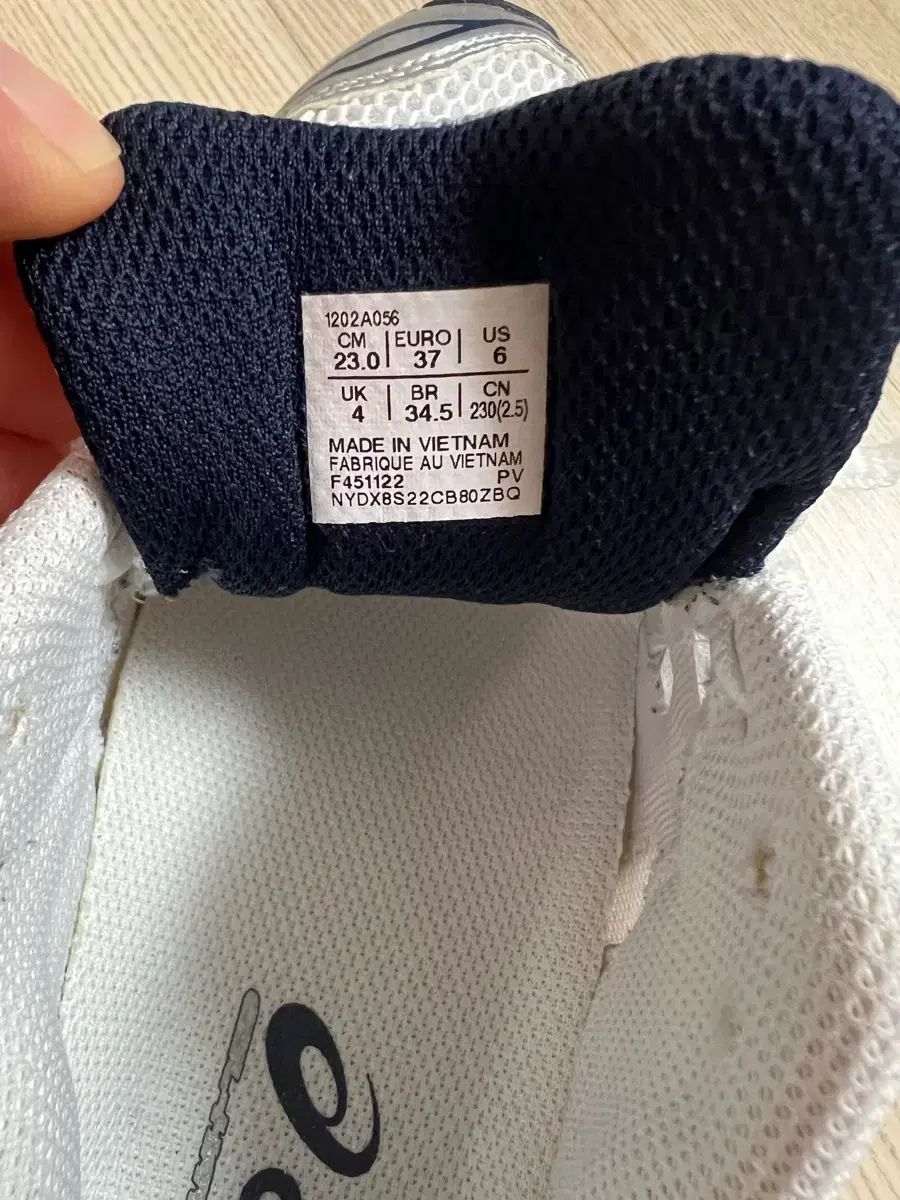 1202A056
CM | EURO | US
23.0 | 37 | 6
UK | BR | CN
4 | 34.5 | 230(2.5)
MADE IN VIETNAM
FABRIQUE AU VIETNAM
F451122 PV
NYDX8S22CB80ZBQ